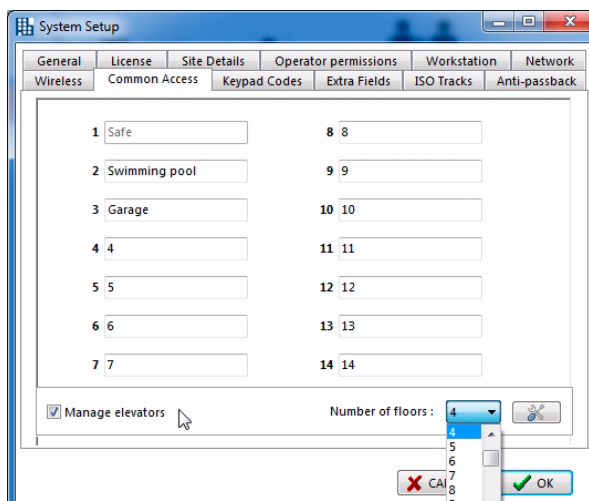 System Setup
General License Site Details Operator permissions Workstation Network
Wireless Common Access Keypad Codes Extra Fields ISO Tracks Anti-passback
1 Safe 8 8
2 Swimming pool 9 9
3 Garage 10 10
4 4 11 11
5 5 12 12
6 6 13 13
7 7 14 14
Manage elevators Number of floors : 4
4
5
6
7
8
CA OK